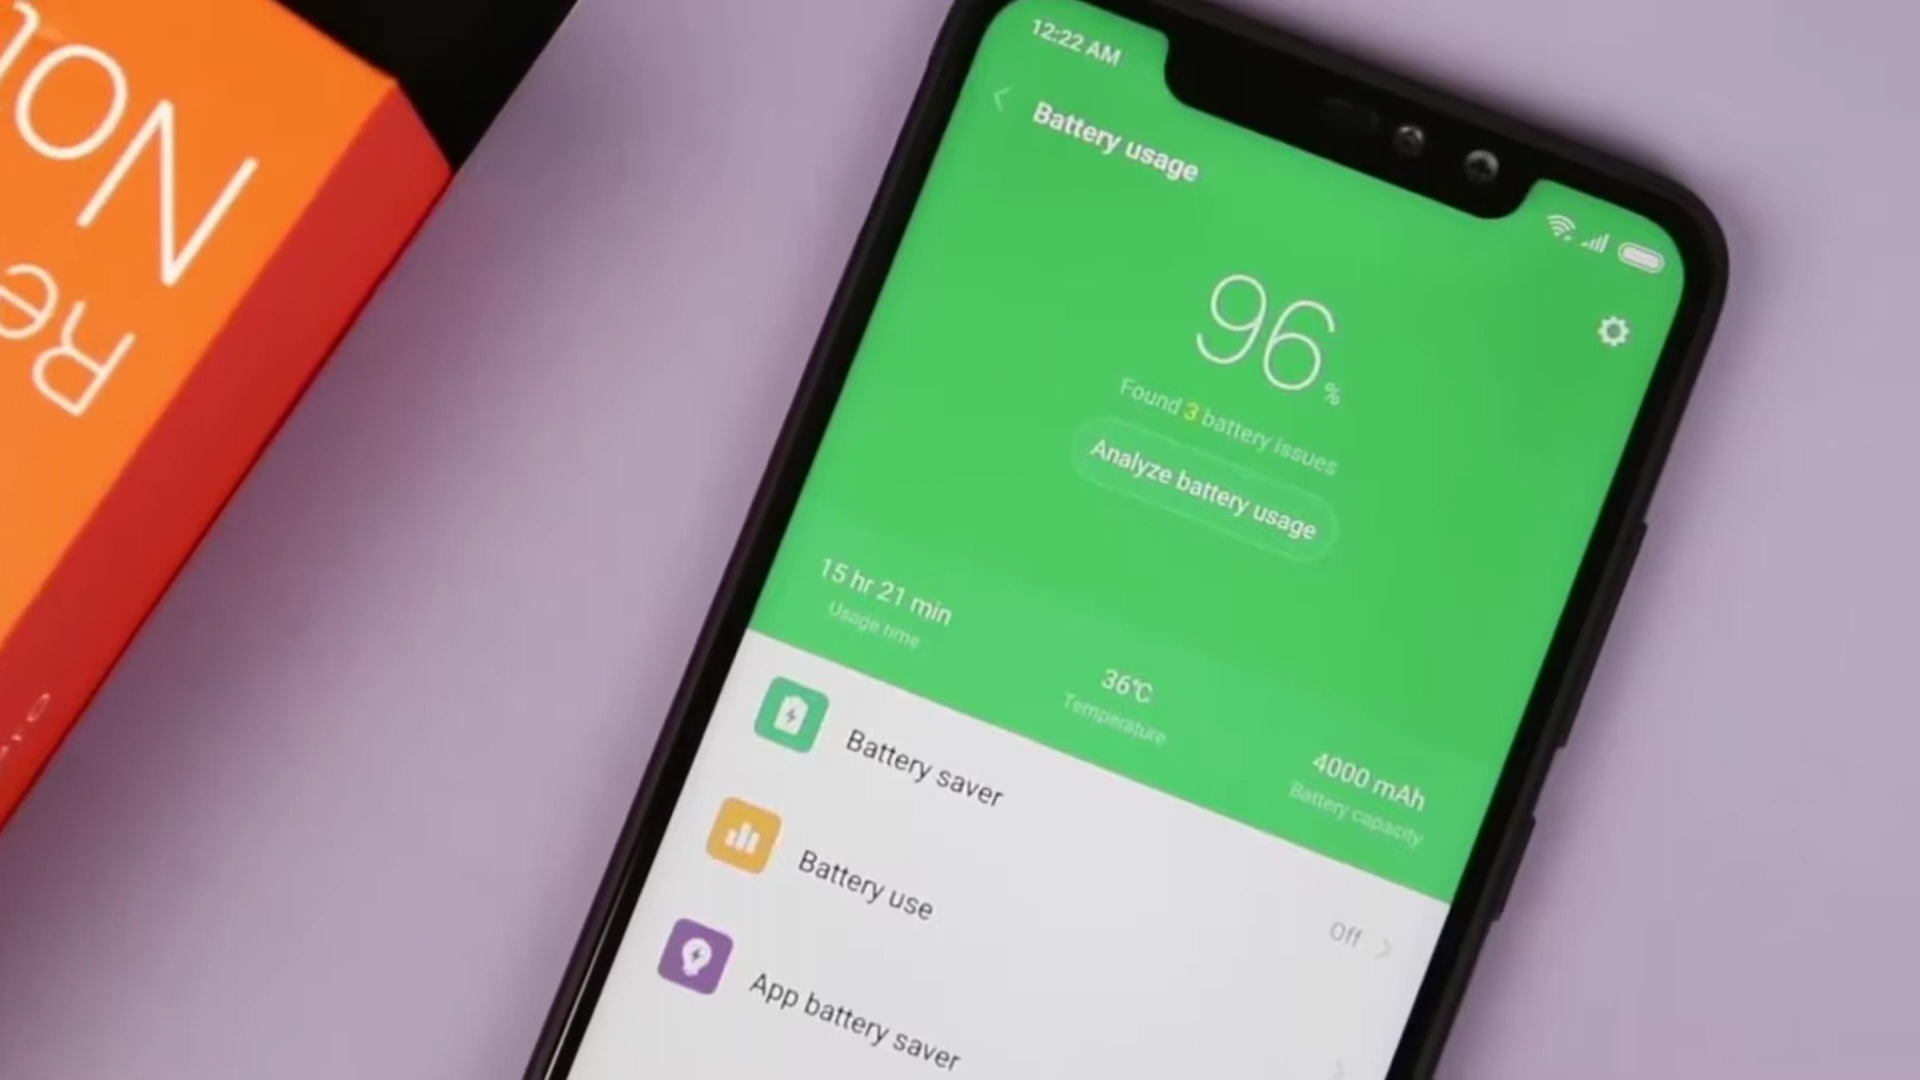 Re
Not
12:22 AM
Battery usage
96%
Found 3 battery issues
Analyze battery usage
15 hr 21 min
Usage time
36°C
Temperature
4000 mAh
Battery capacity
Battery saver
Off
Battery use
App battery saver